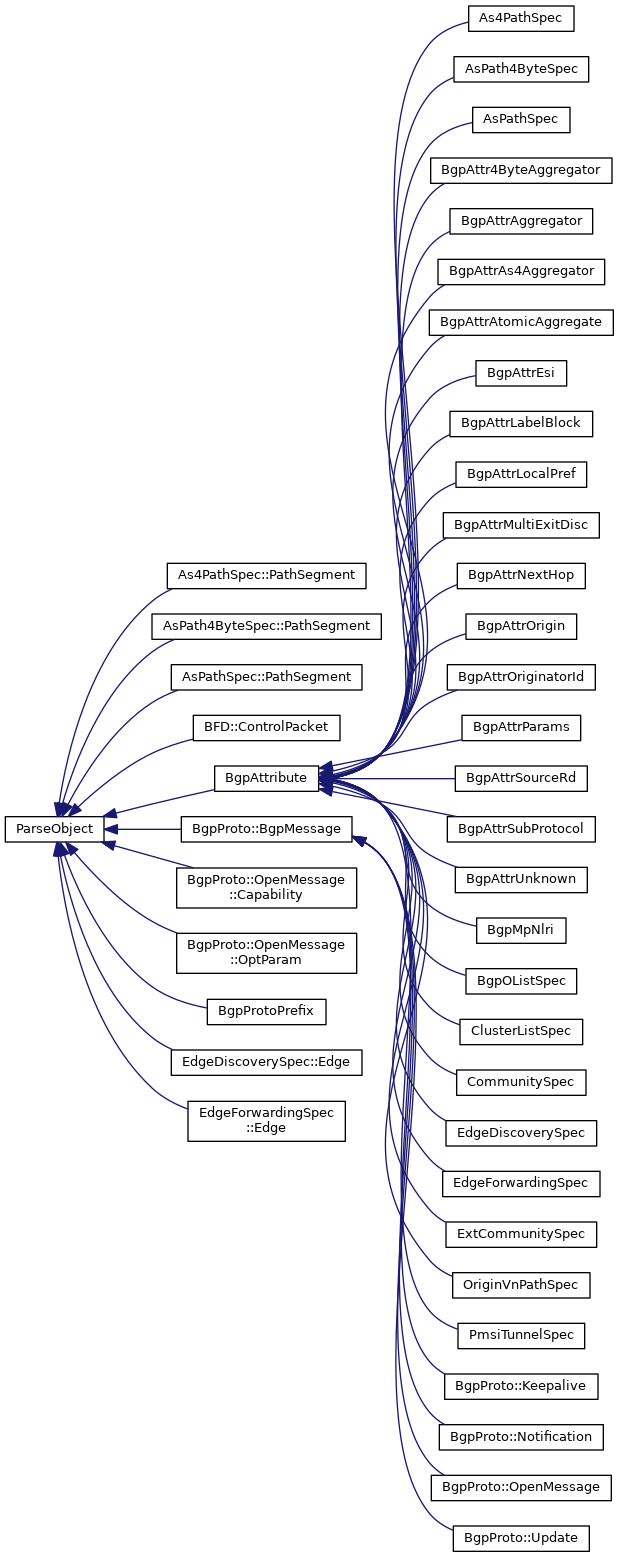 As4PathSpec
AsPath4ByteSpec
AsPathSpec
BgpAttr4ByteAggregator
BgpAttrAggregator
BgpAttrAs4Aggregator
BgpAttrAtomicAggregate
BgpAttrEsi
BgpAttrLabelBlock
BgpAttrLocalPref
BgpAttrMultiExitDisc
As4PathSpec::PathSegment
BgpAttrNextHop
AsPath4ByteSpec::PathSegment
BgpAttrOrigin
AsPathSpec::PathSegment
BgpAttrOriginatorId
BFD::ControlPacket
BgpAttrParams
BgpAttribute
BgpAttrSourceRd
ParseObject
BgpProto::BgpMessage
BgpAttrSubProtocol
BgpProto::OpenMessage
::Capability
BgpAttrUnknown
BgpMpNlri
BgpProto::OpenMessage
::OptParam
BgpOListSpec
BgpProtoPrefix
ClusterListSpec
EdgeDiscoverySpec::Edge
CommunitySpec
EdgeForwardingSpec
::Edge
EdgeDiscoverySpec
EdgeForwardingSpec
ExtCommunitySpec
OriginVnPathSpec
PmsiTunnelSpec
BgpProto::Keepalive
BgpProto::Notification
BgpProto::OpenMessage
BgpProto::Update